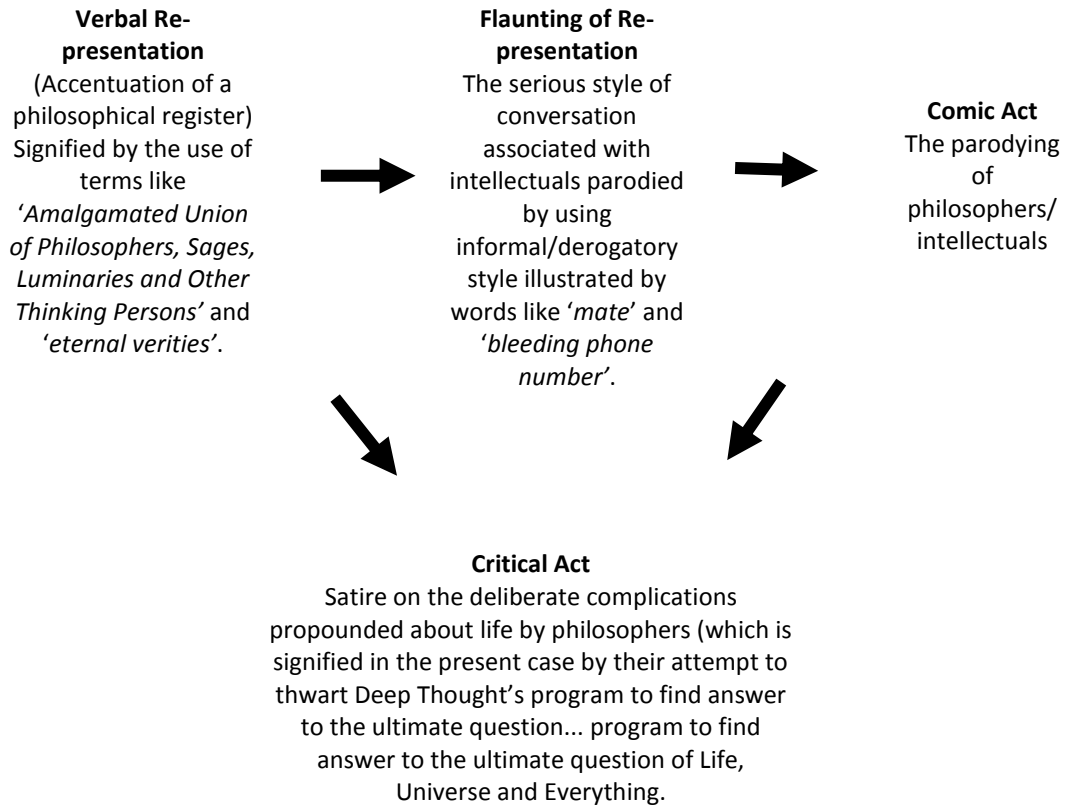 Verbal Re-
presentation
(Accentuation of a
philosophical register)
Signified by the use of
terms like
‘Amalgamated Union
of Philosophers, Sages,
Luminaries and Other
Thinking Persons’ and
‘eternal verities’.
Flaunting of Re-
presentation
The serious style of
conversation
associated with
intellectuals parodied
by using
informal/derogatory
style illustrated by
words like ‘mate’ and
‘bleeding phone
number’.
Comic Act
The parodying
of
philosophers/
intellectuals
Critical Act
Satire on the deliberate complications
propounded about life by philosophers (which is
signified in the present case by their attempt to
thwart Deep Thought’s program to find answer
to the ultimate question... program to find
answer to the ultimate question of Life,
Universe and Everything.